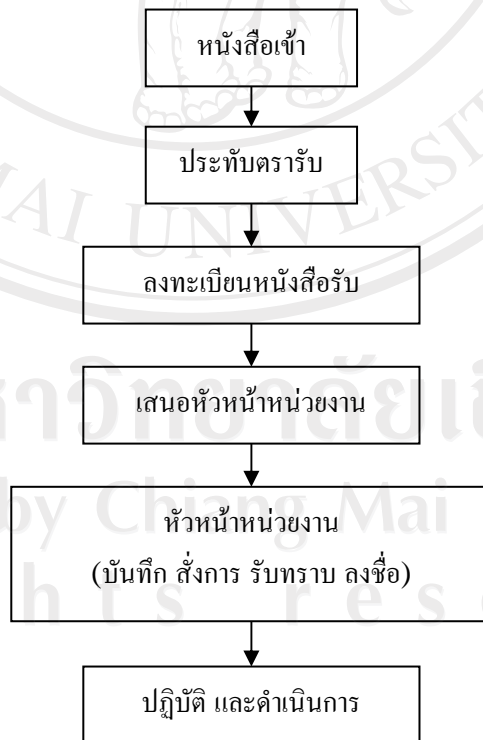 หนังสือเข้า
ประทับตรารับ
MAI UNIVERSIT
ลงทะเบียนหนังสือรับ
เสนอหัวหน้าหน่วยงาน
by Chiang Mai
หัวหน้าหน่วยงาน
(บันทึก สั่งการ รับทราบ ลงชื่อ)
h t s r e s
ปฏิบัติ และดำเนินการ